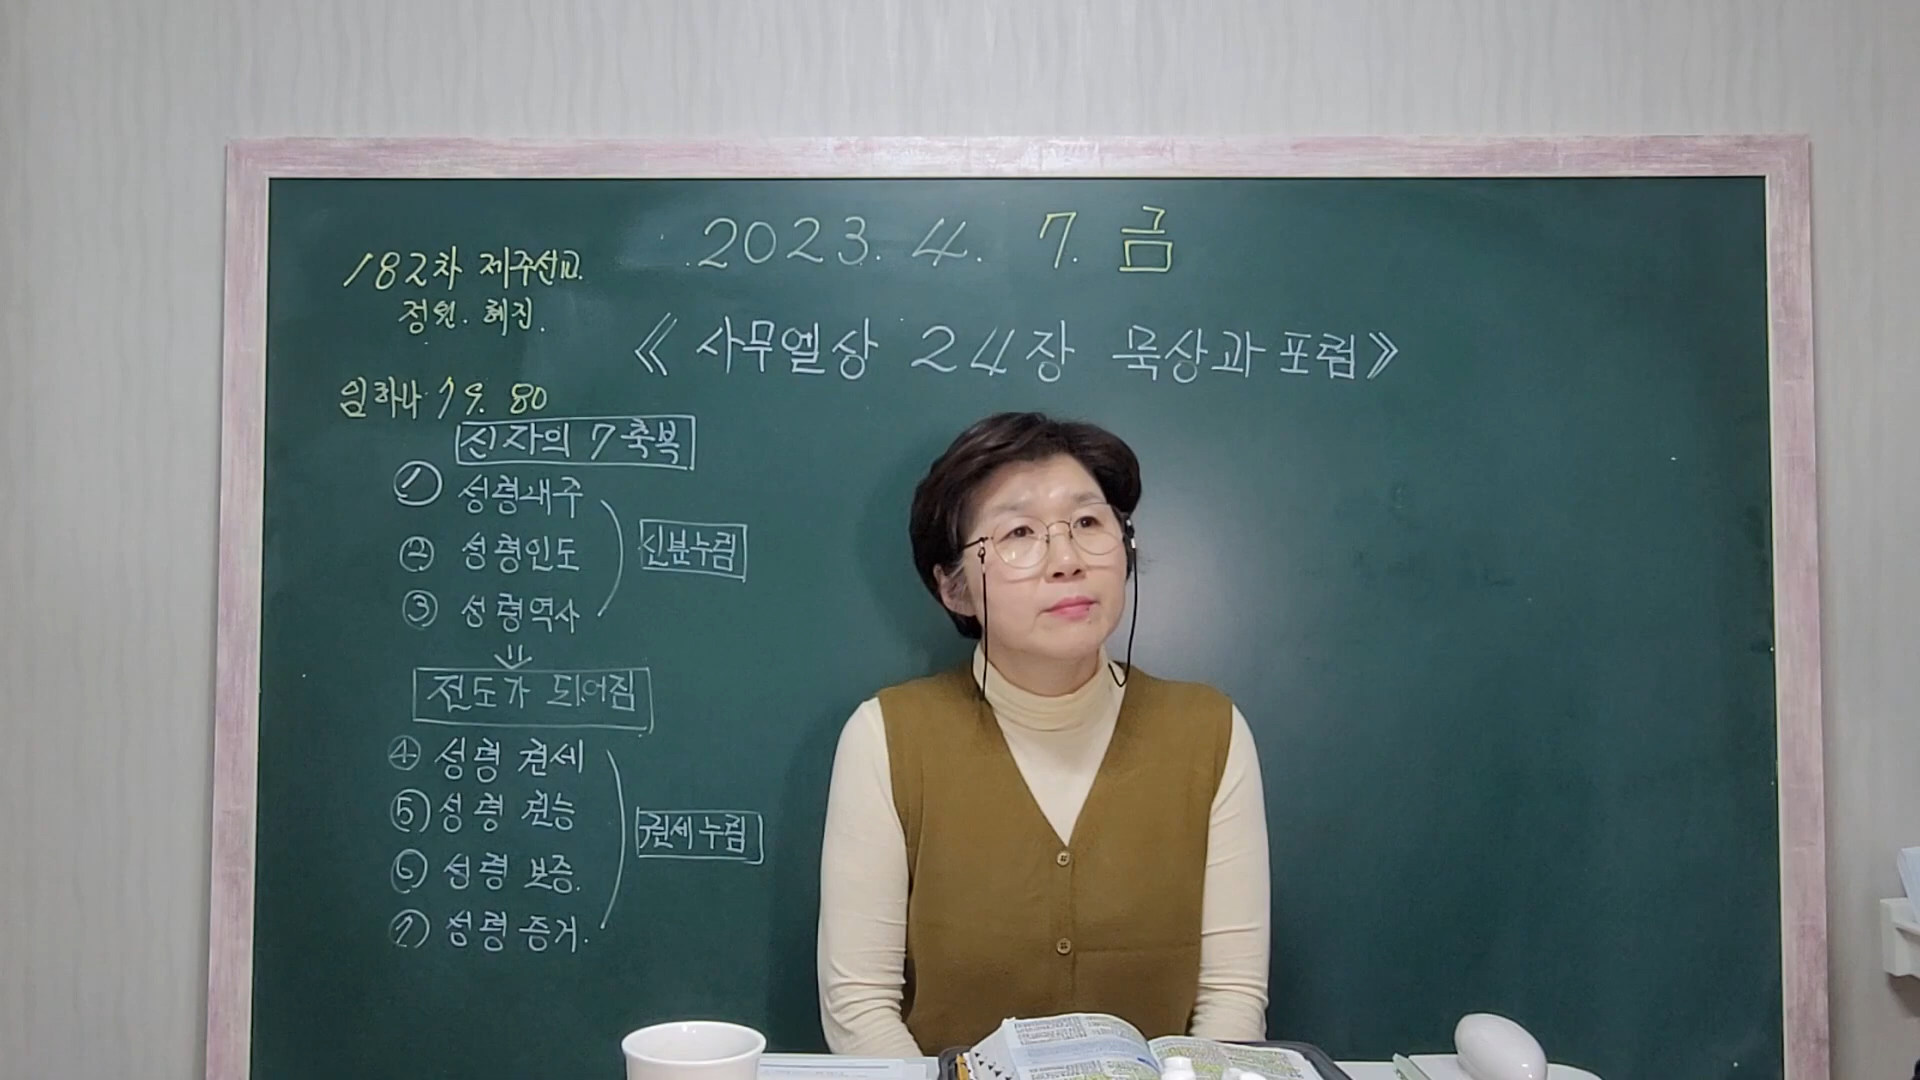 2023. 4. 7. 금
《 사무엘상 24장 묵상과 포럼 》
182차 제주선교
정원. 혜진.
임하나 79. 80
신자의 7축복
① 성령내주
② 성령인도
③ 성령역사
신분누림
전도가 되어짐
④ 성령 권세
⑤ 성령 권능
⑥ 성령 보증.
⑦ 성령 증거.
권세누림